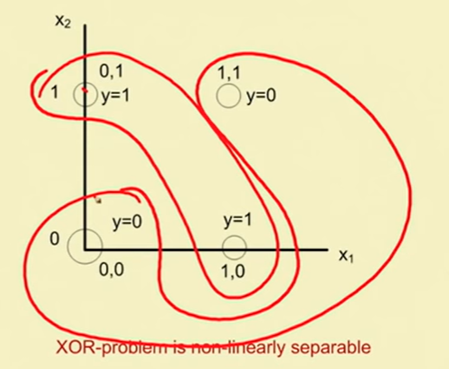 x₂
0,1
1,1
1
y=1
y=0
y=0
y=1
0
x₁
0,0
1,0
XOR-problem is non-linearly separable